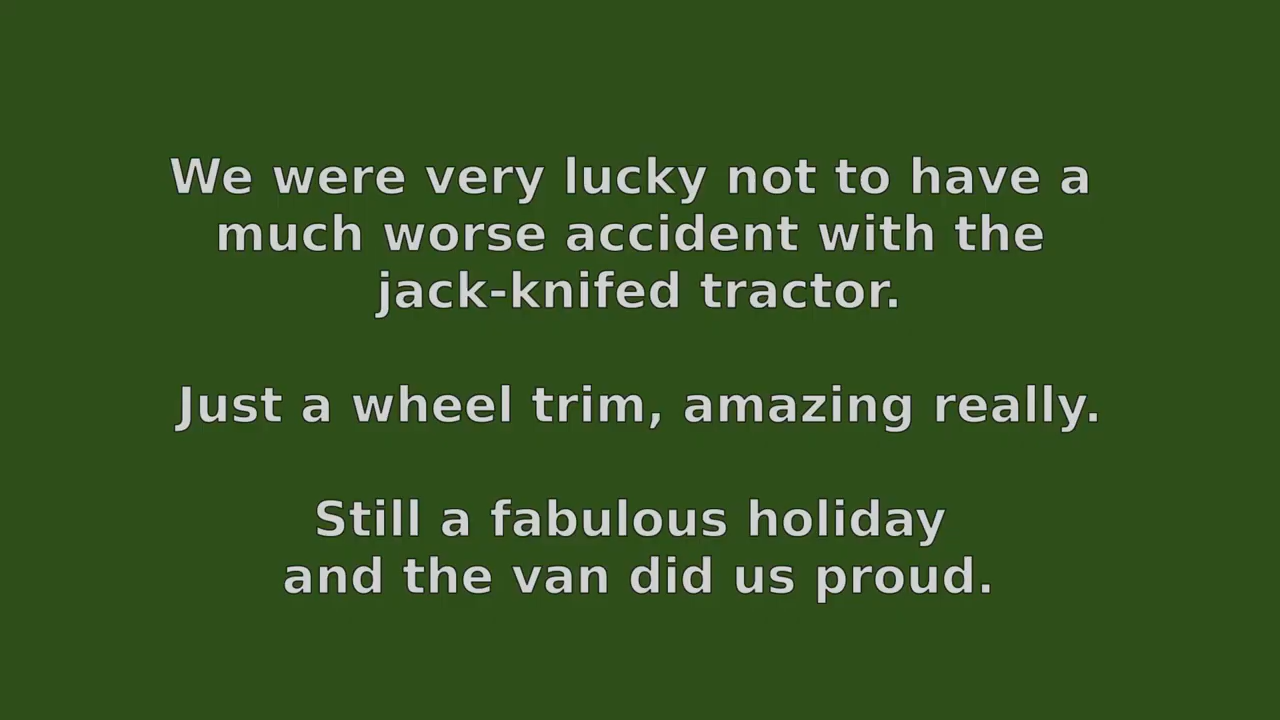 We were very lucky not to have a
much worse accident with the
jack-knifed tractor.
Just a wheel trim, amazing really.
Still a fabulous holiday
and the van did us proud.